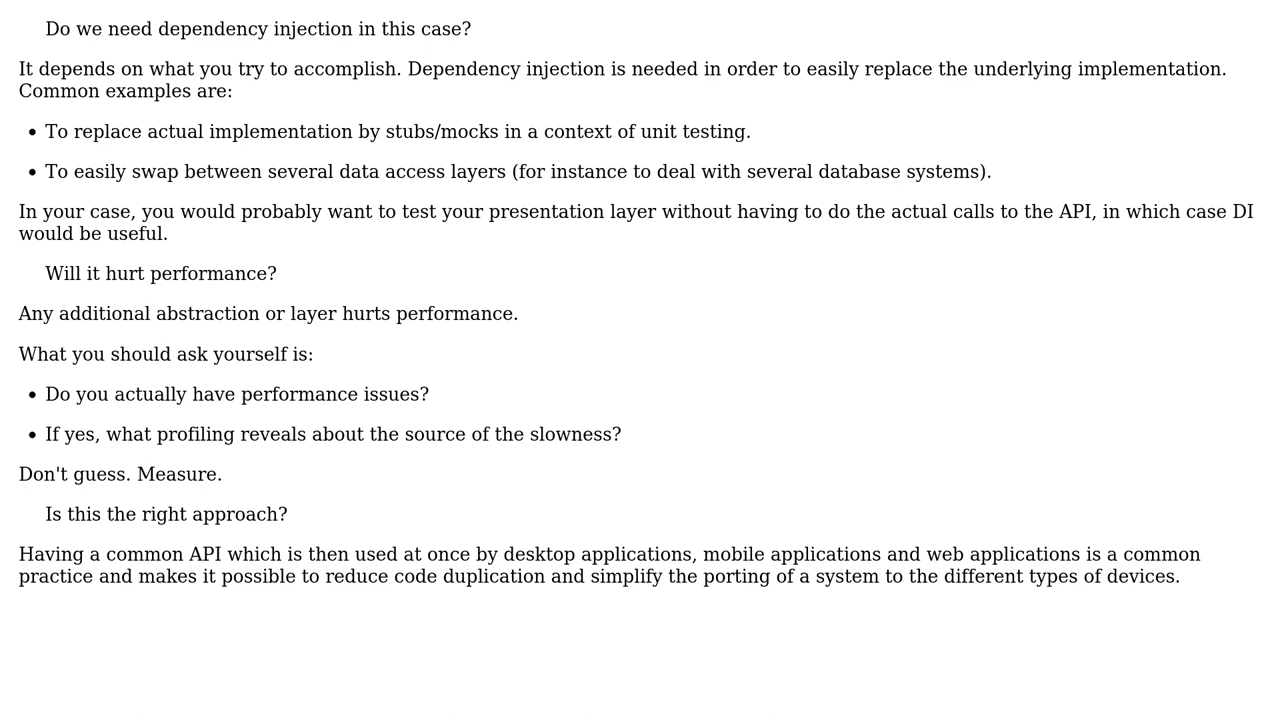 Do we need dependency injection in this case?
It depends on what you try to accomplish. Dependency injection is needed in order to easily replace the underlying implementation.
Common examples are:
• To replace actual implementation by stubs/mocks in a context of unit testing.
• To easily swap between several data access layers (for instance to deal with several database systems).
In your case, you would probably want to test your presentation layer without having to do the actual calls to the API, in which case DI
would be useful.
Will it hurt performance?
Any additional abstraction or layer hurts performance.
What you should ask yourself is:
• Do you actually have performance issues?
• If yes, what profiling reveals about the source of the slowness?
Don't guess. Measure.
Is this the right approach?
Having a common API which is then used at once by desktop applications, mobile applications and web applications is a common
practice and makes it possible to reduce code duplication and simplify the porting of a system to the different types of devices.